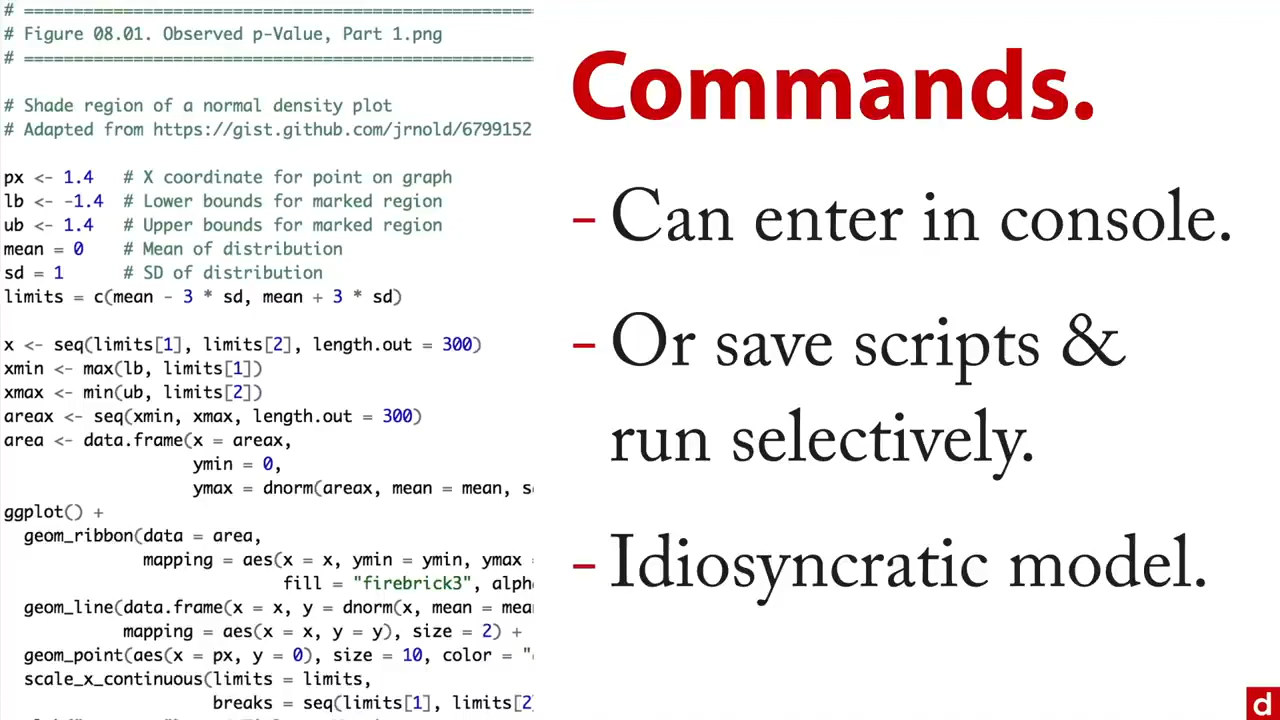 # ===================================================
# Figure 08.01. Observed p-Value, Part 1.png
# ===================================================
# Shade region of a normal density plot
# Adapted from https://gist.github.com/jrnold/6799152
px <- 1.4   # X coordinate for point on graph
lb <- -1.4  # Lower bounds for marked region
ub <- 1.4   # Upper bounds for marked region
mean = 0    # Mean of distribution
sd = 1      # SD of distribution
limits = c(mean - 3 * sd, mean + 3 * sd)
x <- seq(limits[1], limits[2], length.out = 300)
xmin <- max(lb, limits[1])
xmax <- min(ub, limits[2])
areax <- seq(xmin, xmax, length.out = 300)
area <- data.frame(x = areax,
                   ymin = 0,
                   ymax = dnorm(areax, mean = mean, s
ggplot() +
  geom_ribbon(data = area,
              mapping = aes(x = x, ymin = ymin, ymax =
                            fill = "firebrick3", alph
  geom_line(data.frame(x = x, y = dnorm(x, mean = mea
            mapping = aes(x = x, y = y), size = 2) +
  geom_point(aes(x = px, y = 0), size = 10, color = "
  scale_x_continuous(limits = limits,
                     breaks = seq(limits[1], limits[2
Commands.
– Can enter in console.
– Or save scripts &
run selectively.
– Idiosyncratic model.
d